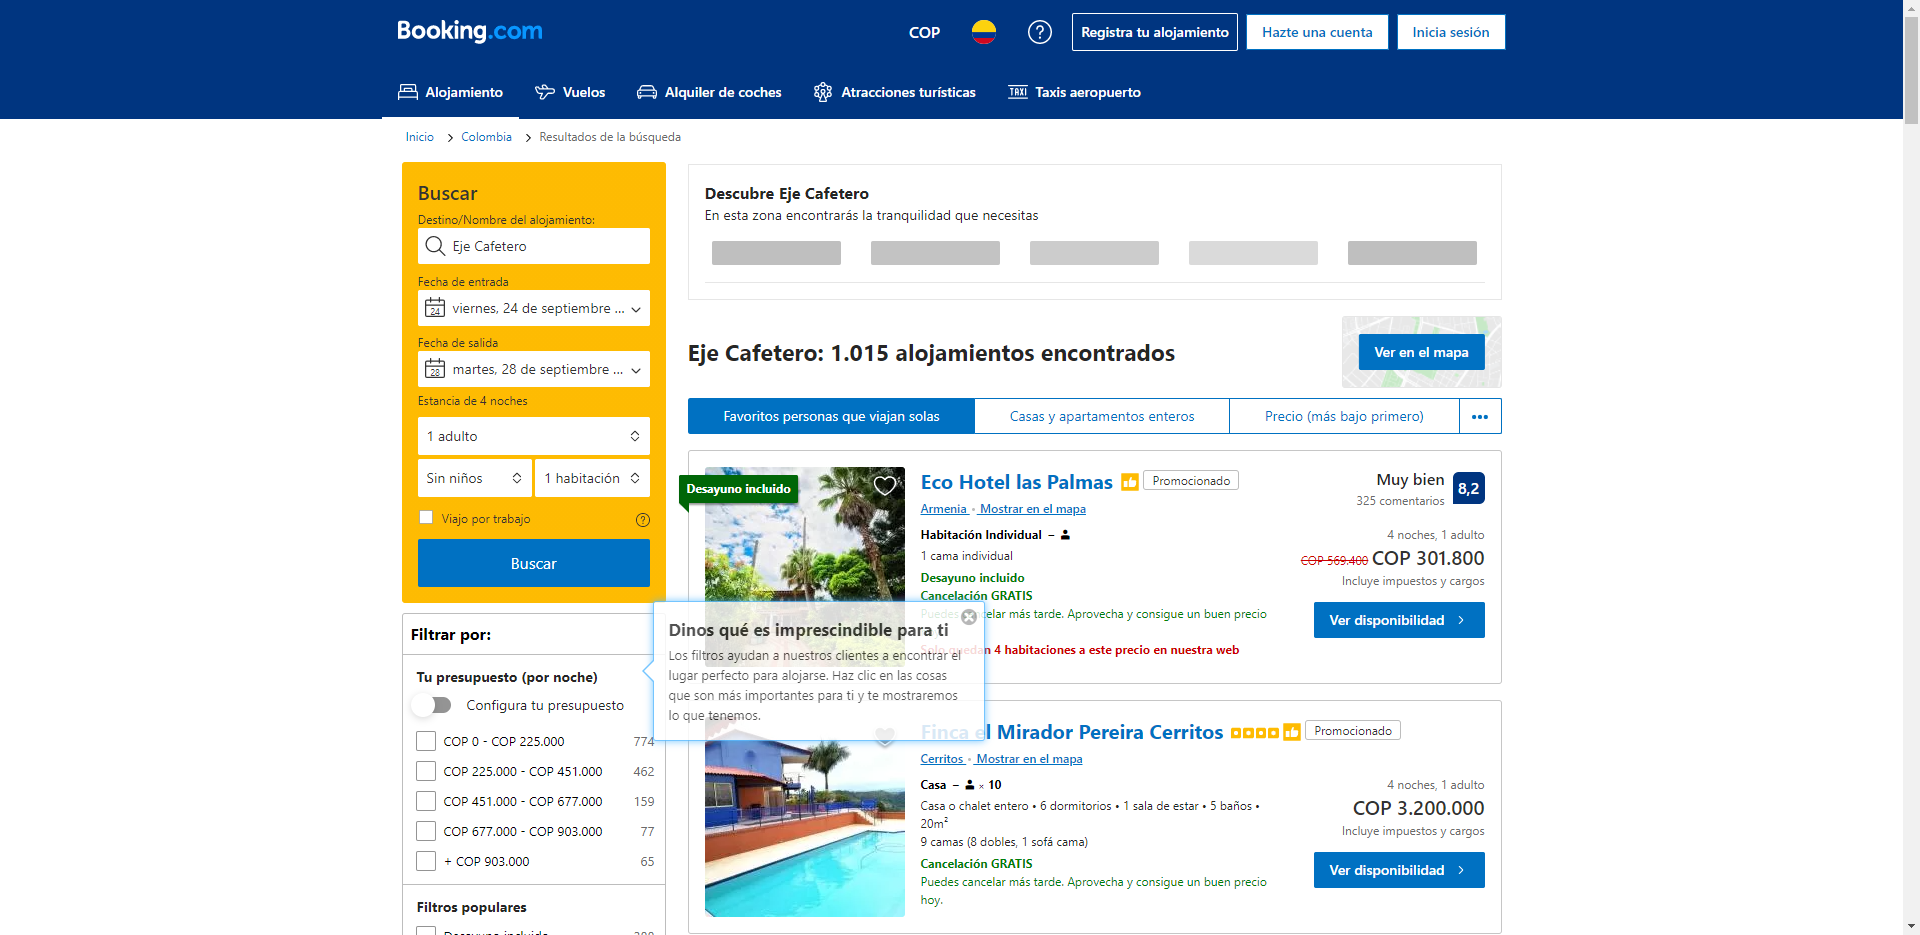 Booking.com
COP
Registra tu alojamiento
Hazte una cuenta
Inicia sesión
Alojamiento
Vuelos
Alquiler de coches
Atracciones turísticas
TAXI
Taxis aeropuerto
Inicio
Colombia
Resultados de la búsqueda
Buscar
Destino/Nombre del alojamiento:
Eje Cafetero
Fecha de entrada
24
viernes, 24 de septiembre ...
Fecha de salida
28
martes, 28 de septiembre ...
Estancia de 4 noches
1 adulto
Sin niños
1 habitación
Viajo por trabajo
Buscar
Filtrar por:
Tu presupuesto (por noche)
Configura tu presupuesto
COP 0 - COP 225.000 774
COP 225.000 - COP 451.000 462
COP 451.000 - COP 677.000 159
COP 677.000 - COP 903.000 77
+ COP 903.000 65
Filtros populares
Descubre Eje Cafetero
En esta zona encontrarás la tranquilidad que necesitas
Eje Cafetero: 1.015 alojamientos encontrados
Ver en el mapa
Favoritos personas que viajan solas
Casas y apartamentos enteros
Precio (más bajo primero)
Desayuno incluido
Eco Hotel las Palmas
Promocionado
Armenia • Mostrar en el mapa
Habitación Individual –
1 cama individual
Desayuno incluido
Cancelación GRATIS
Puedes cancelar más tarde. Aprovecha y consigue un buen precio
Solo quedan 4 habitaciones a este precio en nuestra web
Muy bien
325 comentarios
8,2
4 noches, 1 adulto
COP 569.400 COP 301.800
Incluye impuestos y cargos
Ver disponibilidad
Dinos qué es imprescindible para ti
Los filtros ayudan a nuestros clientes a encontrar el
lugar perfecto para alojarse. Haz clic en las cosas
que son más importantes para ti y te mostraremos
lo que tenemos.
Finca el Mirador Pereira Cerritos
Promocionado
Cerritos • Mostrar en el mapa
Casa – × 10
Casa o chalet entero • 6 dormitorios • 1 sala de estar • 5 baños •
20m²
9 camas (8 dobles, 1 sofá cama)
Cancelación GRATIS
Puedes cancelar más tarde. Aprovecha y consigue un buen precio
hoy.
4 noches, 1 adulto
COP 3.200.000
Incluye impuestos y cargos
Ver disponibilidad